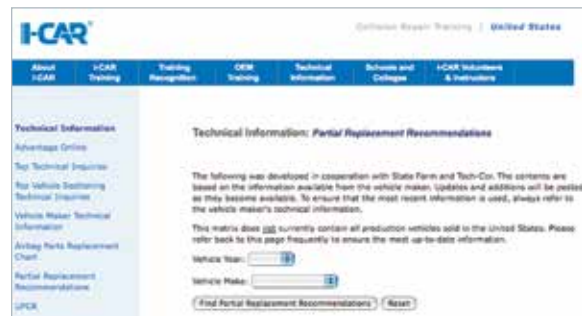 I-CAR
Collision Repair Training | United States
About I-CAR
I-CAR Training
Training Recognition
OEM Training
Technical Information
Schools and Colleges
I-CAR Volunteers & Instructors
Technical Information
Advantage Online
Top Technical Inquiries
Top Vehicle Sectioning Technical Inquiries
Vehicle Maker Technical Information
Airbag Parts Replacement Chart
Partial Replacement Recommendations
UPCR
Technical Information: Partial Replacement Recommendations
The following was developed in cooperation with State Farm and Tech-Cor. The contents are
based on the information available from the vehicle maker. Updates and additions will be posted
as they become available. To ensure that the most recent information is used, always refer to
the vehicle maker's technical information.
This matrix does not currently contain all production vehicles sold in the United States. Please
refer back to this page frequently to ensure the most up-to-date information.
Vehicle Year:
Vehicle Make:
Find Partial Replacement Recommendations
Reset